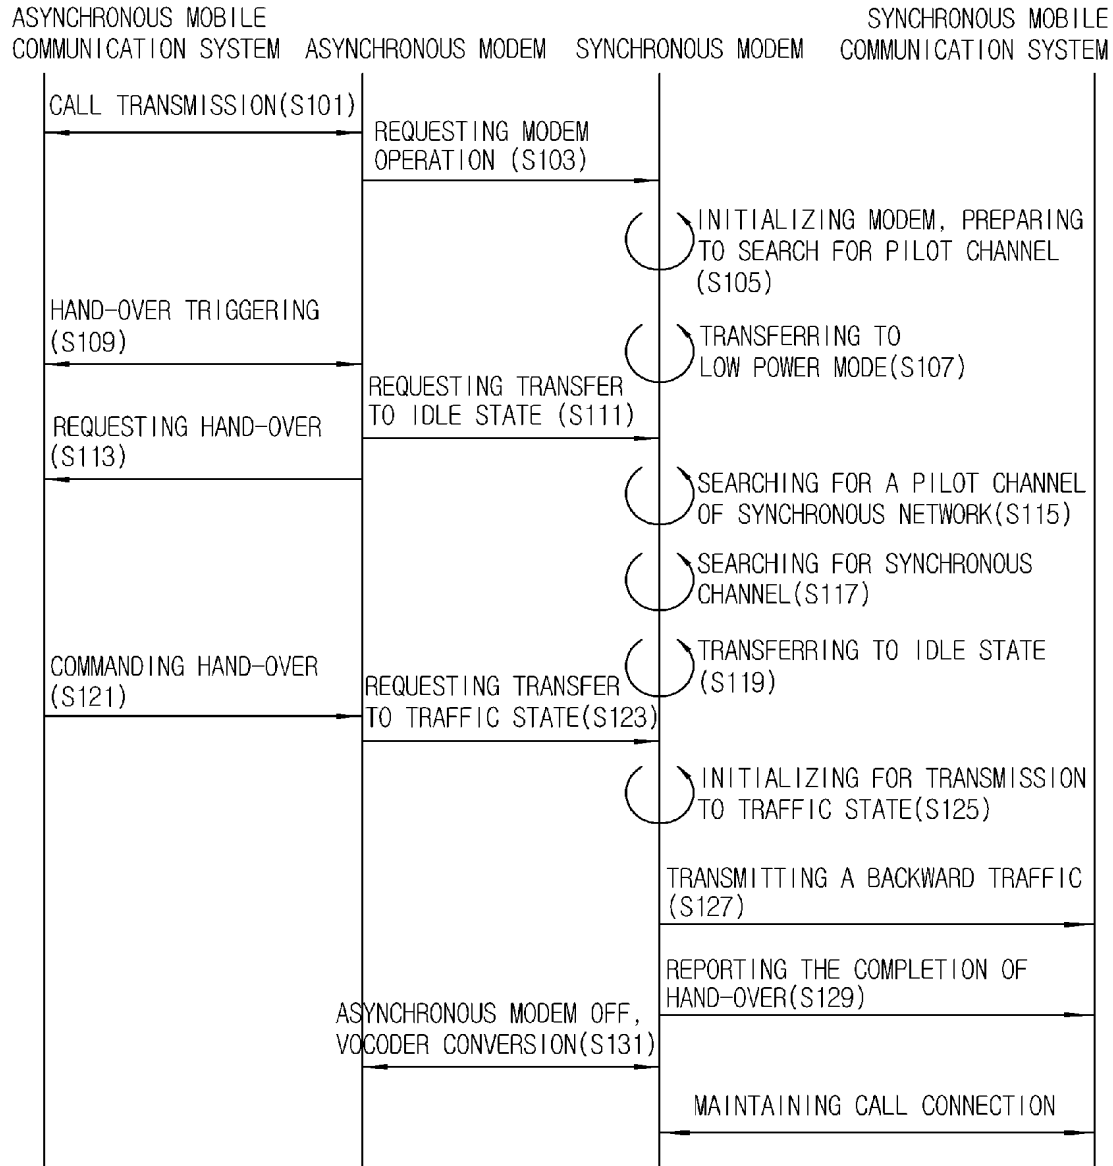 ASYNCHRONOUS MOBILE
COMMUNICATION SYSTEM
ASYNCHRONOUS MODEM
SYNCHRONOUS MODEM
SYNCHRONOUS MOBILE
COMMUNICATION SYSTEM
CALL TRANSMISSION(S101)
REQUESTING MODEM
OPERATION (S103)
INITIALIZING MODEM, PREPARING
TO SEARCH FOR PILOT CHANNEL
(S105)
HAND-OVER TRIGGERING
(S109)
TRANSFERRING TO
LOW POWER MODE(S107)
REQUESTING TRANSFER
TO IDLE STATE (S111)
REQUESTING HAND-OVER
(S113)
SEARCHING FOR A PILOT CHANNEL
OF SYNCHRONOUS NETWORK(S115)
SEARCHING FOR SYNCHRONOUS
CHANNEL(S117)
TRANSFERRING TO IDLE STATE
(S119)
COMMANDING HAND-OVER
(S121)
REQUESTING TRANSFER
TO TRAFFIC STATE(S123)
INITIALIZING FOR TRANSMISSION
TO TRAFFIC STATE(S125)
TRANSMITTING A BACKWARD TRAFFIC
(S127)
REPORTING THE COMPLETION OF
HAND-OVER(S129)
ASYNCHRONOUS MODEM OFF,
VOCODER CONVERSION(S131)
MAINTAINING CALL CONNECTION